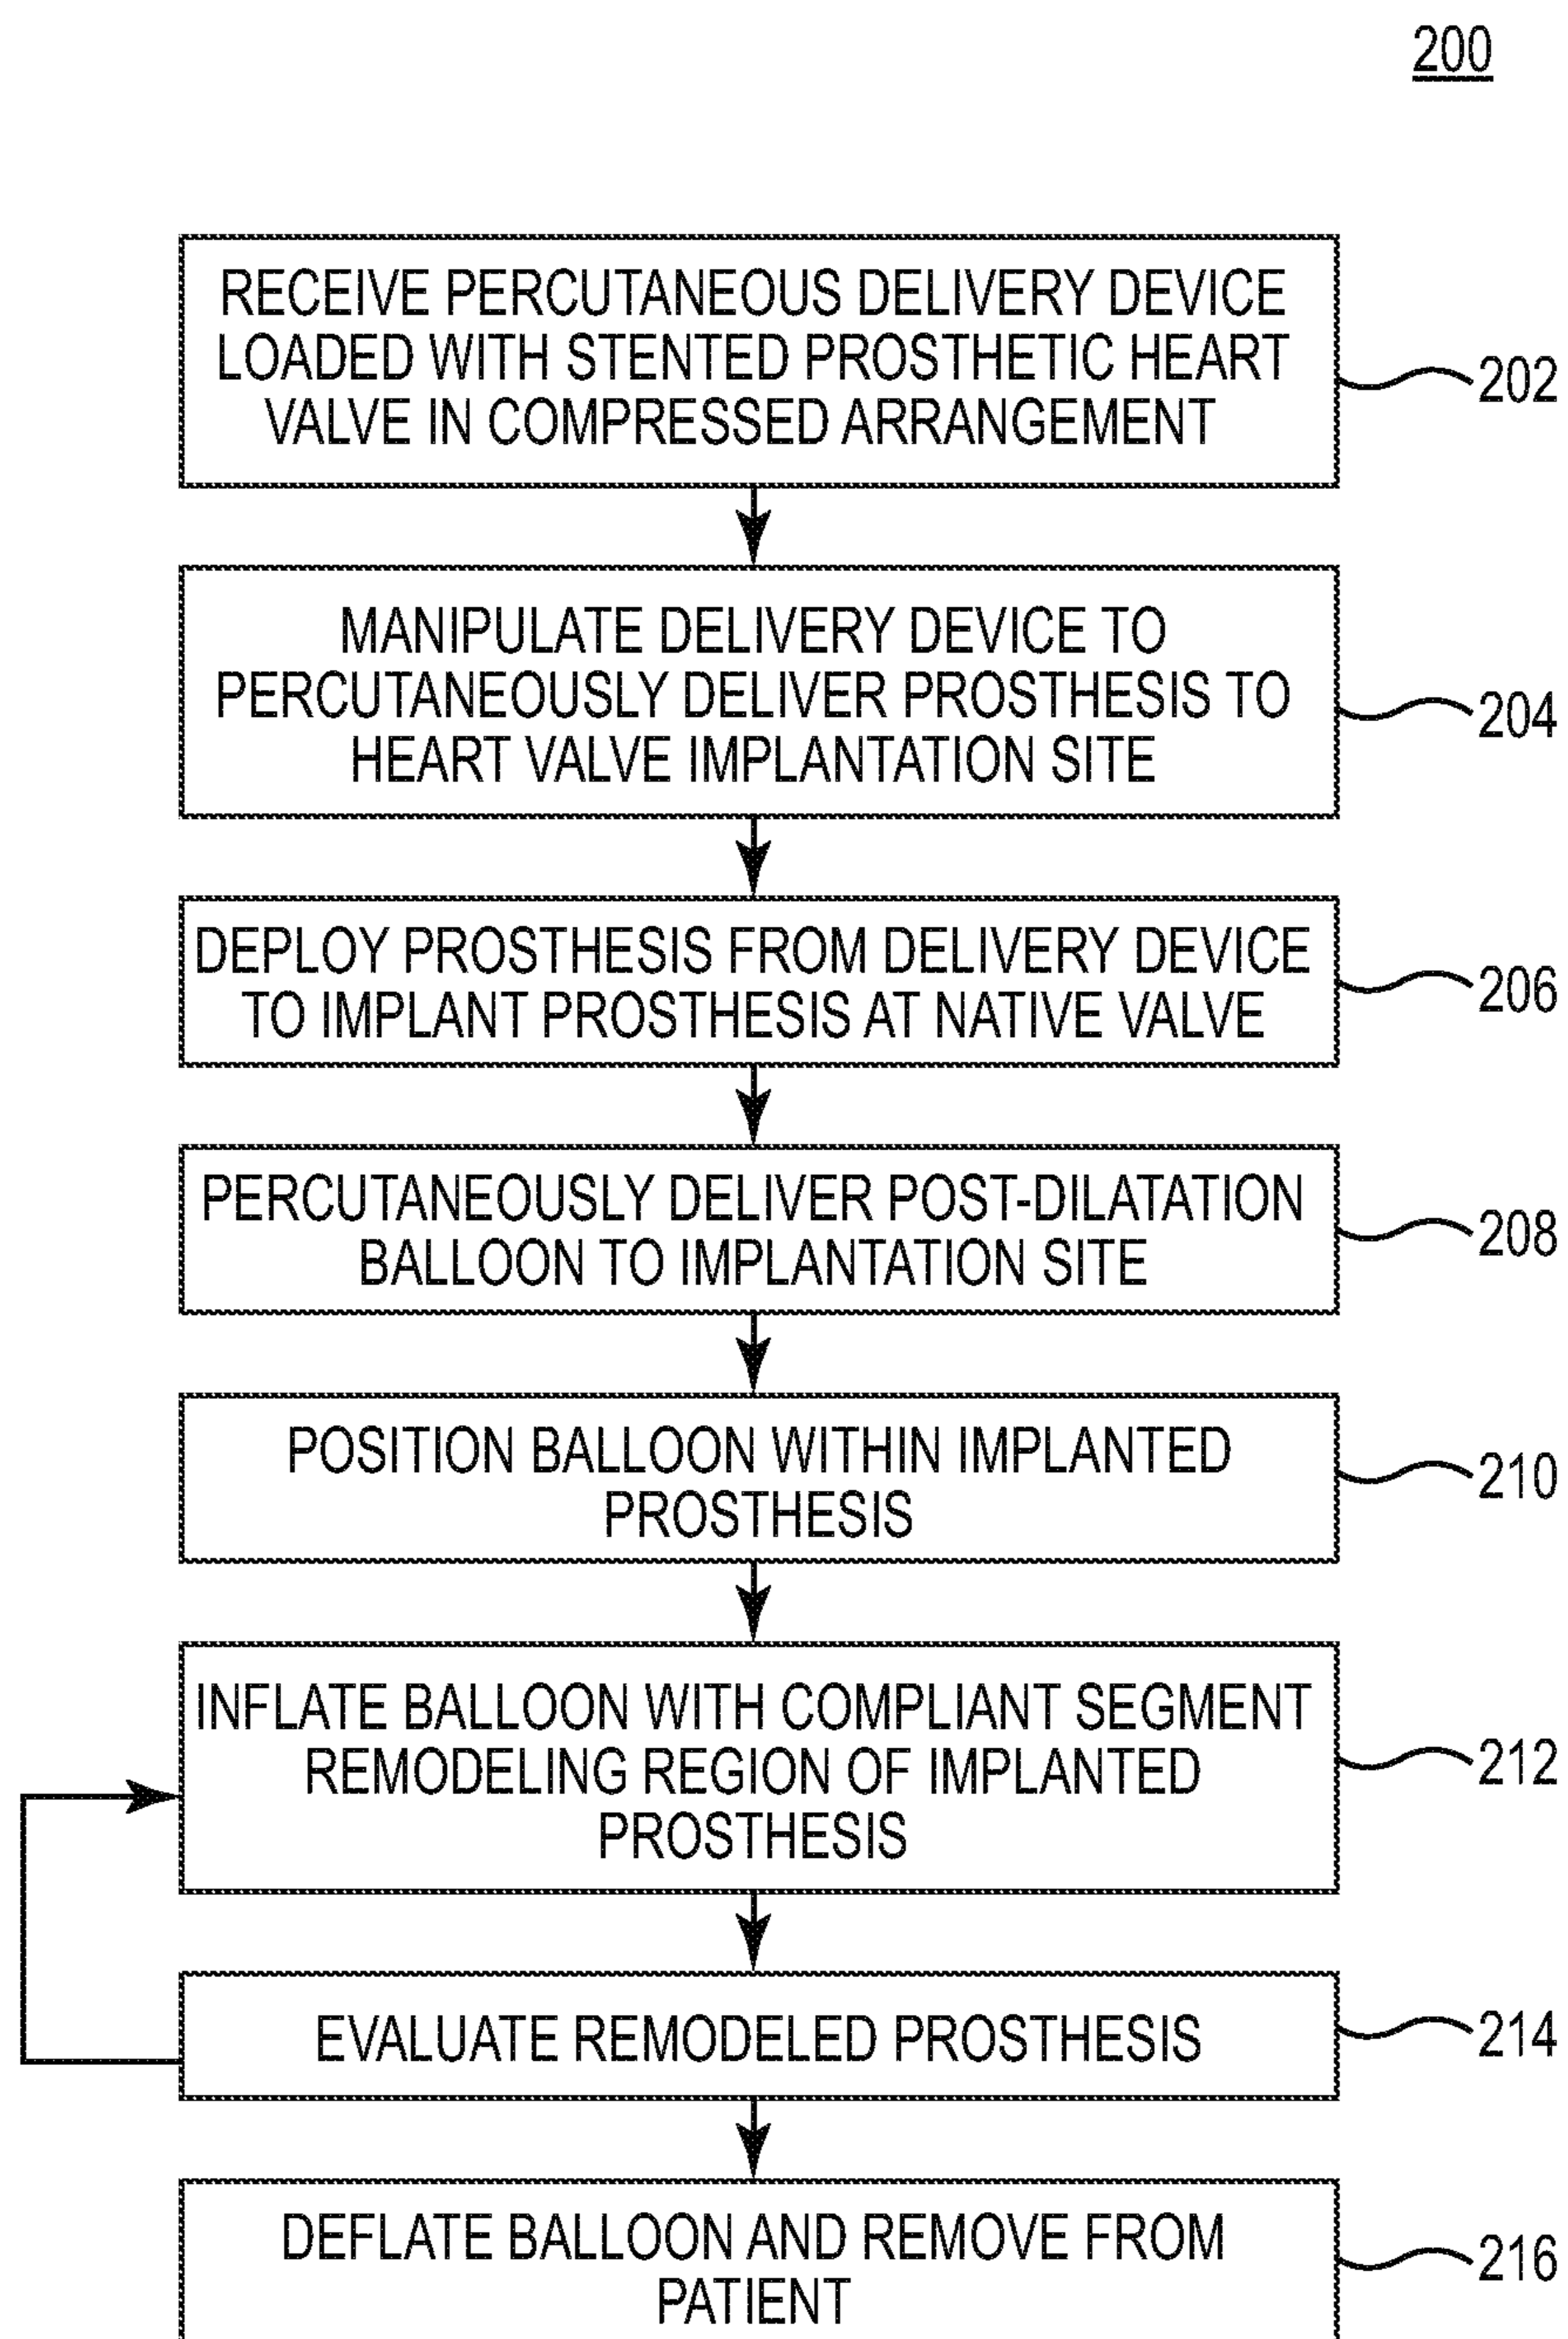 200
RECEIVE PERCUTANEOUS DELIVERY DEVICE
LOADED WITH STENTED PROSTHETIC HEART
VALVE IN COMPRESSED ARRANGEMENT
202
MANIPULATE DELIVERY DEVICE TO
PERCUTANEOUSLY DELIVER PROSTHESIS TO
HEART VALVE IMPLANTATION SITE
204
DEPLOY PROSTHESIS FROM DELIVERY DEVICE
TO IMPLANT PROSTHESIS AT NATIVE VALVE
206
PERCUTANEOUSLY DELIVER POST-DILATATION
BALLOON TO IMPLANTATION SITE
208
POSITION BALLOON WITHIN IMPLANTED
PROSTHESIS
210
INFLATE BALLOON WITH COMPLIANT SEGMENT
REMODELING REGION OF IMPLANTED
PROSTHESIS
212
EVALUATE REMODELED PROSTHESIS
214
DEFLATE BALLOON AND REMOVE FROM
PATIENT
216